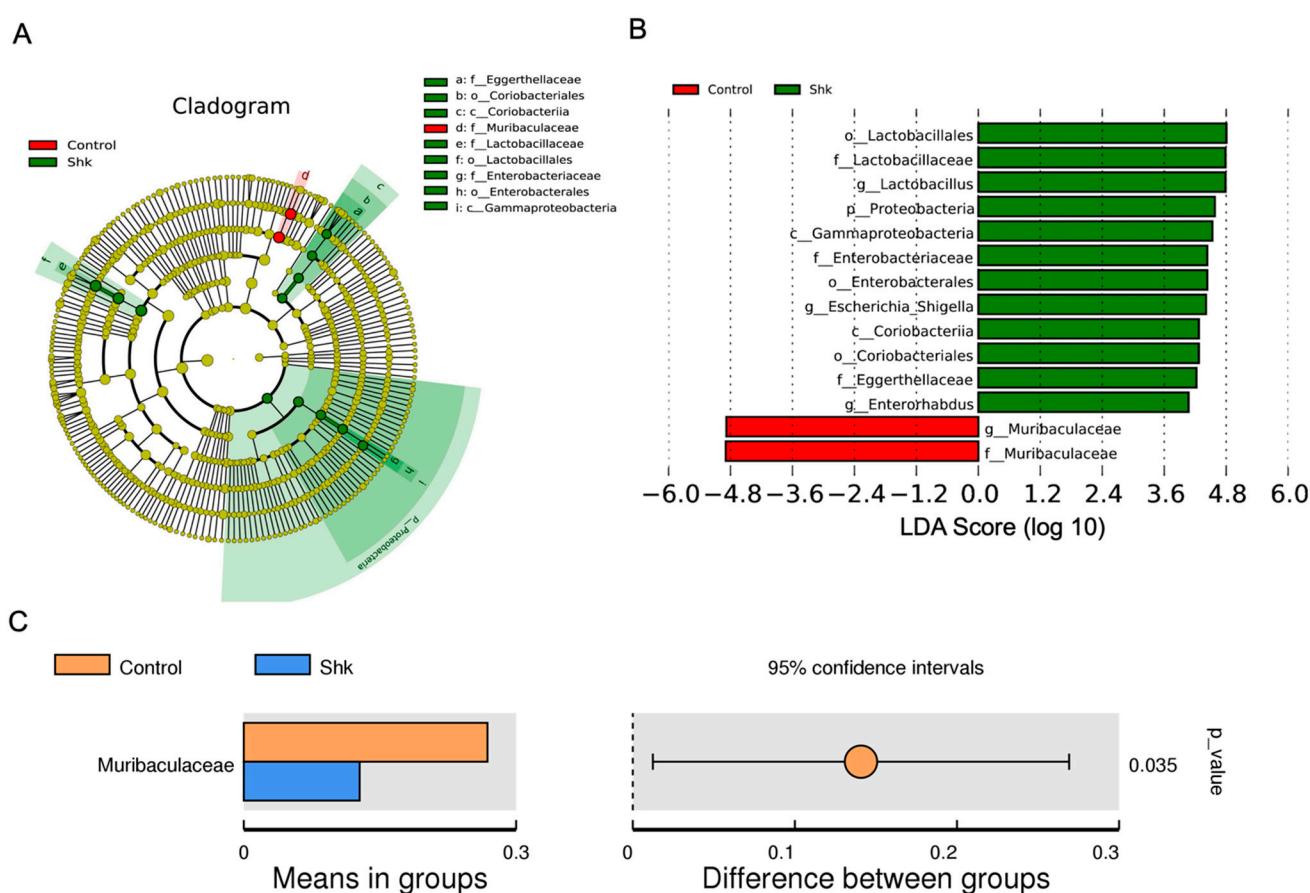 A
Cladogram
Control
Shk
a: f__Eggerthellaceae
b: o__Coriobacteriales
c: c__Coriobacteriia
d: f__Muribaculaceae
e: f__Lactobacillaceae
f: o__Lactobacillales
g: f__Enterobacteriaceae
h: o__Enterobacterales
i: c__Gammaproteobacteria
d
c
b
a
f
e
g
h
i
p__Proteobacteria
B
Control Shk
o__Lactobacillales
f__Lactobacillaceae
g__Lactobacillus
p__Proteobacteria
c__Gammaproteobacteria
f__Enterobacteriaceae
o__Enterobacterales
g__Escherichia_Shigella
c__Coriobacteriia
o__Coriobacteriales
f__Eggerthellaceae
g__Enterorhabdus
g__Muribaculaceae
f__Muribaculaceae
−6.0 −4.8 −3.6 −2.4 −1.2 0.0 1.2 2.4 3.6 4.8 6.0
LDA Score (log 10)
C
Control Shk
95% confidence intervals
Muribaculaceae
0.035
p_value
0 0.3
Means in groups
0 0.1 0.2 0.3
Difference between groups